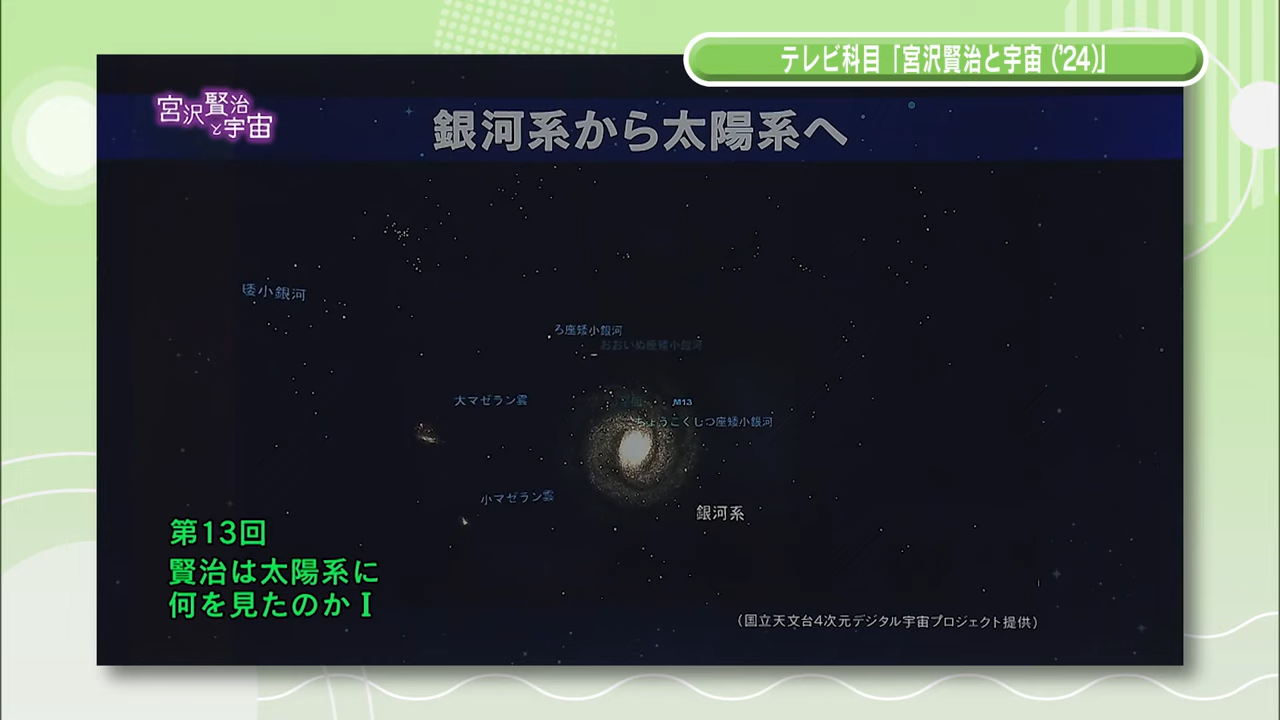 テレビ科目「宮沢賢治と宇宙('24)」
宮沢賢治
と宇宙
銀河系から太陽系へ
矮小銀河
ろ座矮小銀河
おおいぬ座矮小銀河
大マゼラン雲
M13
ちょうこくしつ座矮小銀河
小マゼラン雲
銀河系
第13回
賢治は太陽系に
何を見たのかⅠ
(国立天文台4次元デジタル宇宙プロジェクト提供)